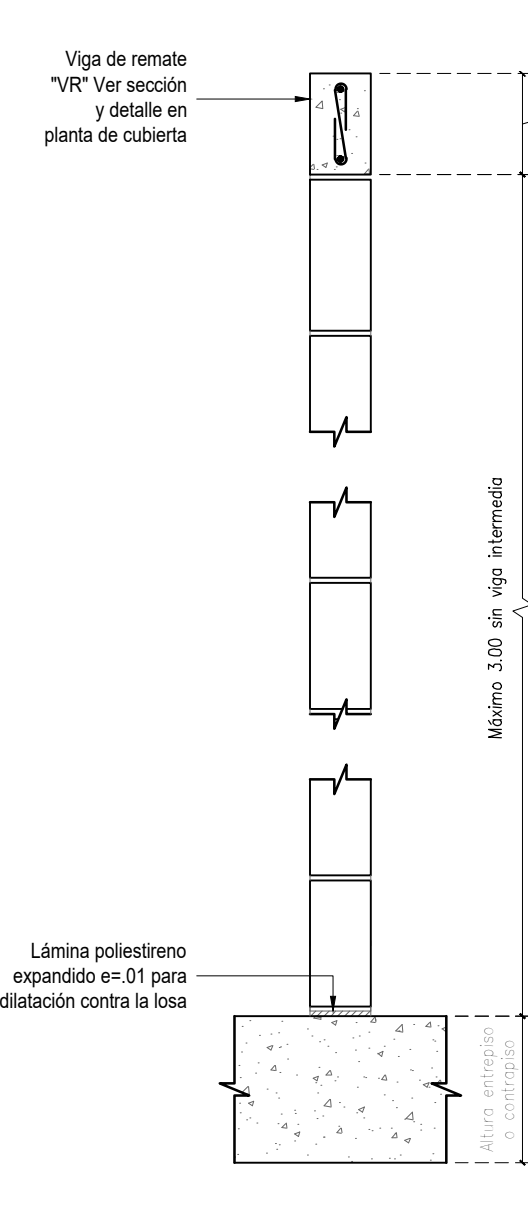 Viga de remate
"VR" Ver sección
y detalle en
planta de cubierta
Máximo 3.00 sin viga intermedia
Lámina poliestireno
expandido e=.01 para
dilatación contra la losa
Altura entrepiso
o contrapiso